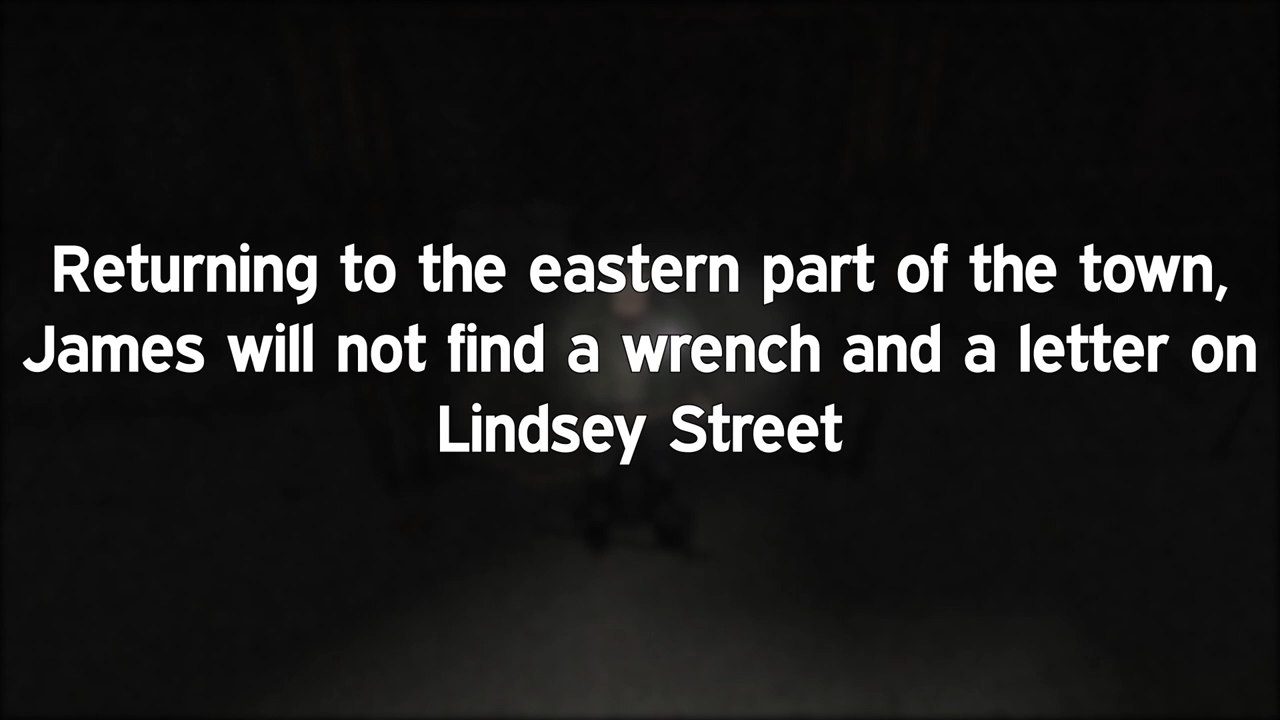 Returning to the eastern part of the town,
James will not find a wrench and a letter on
Lindsey Street